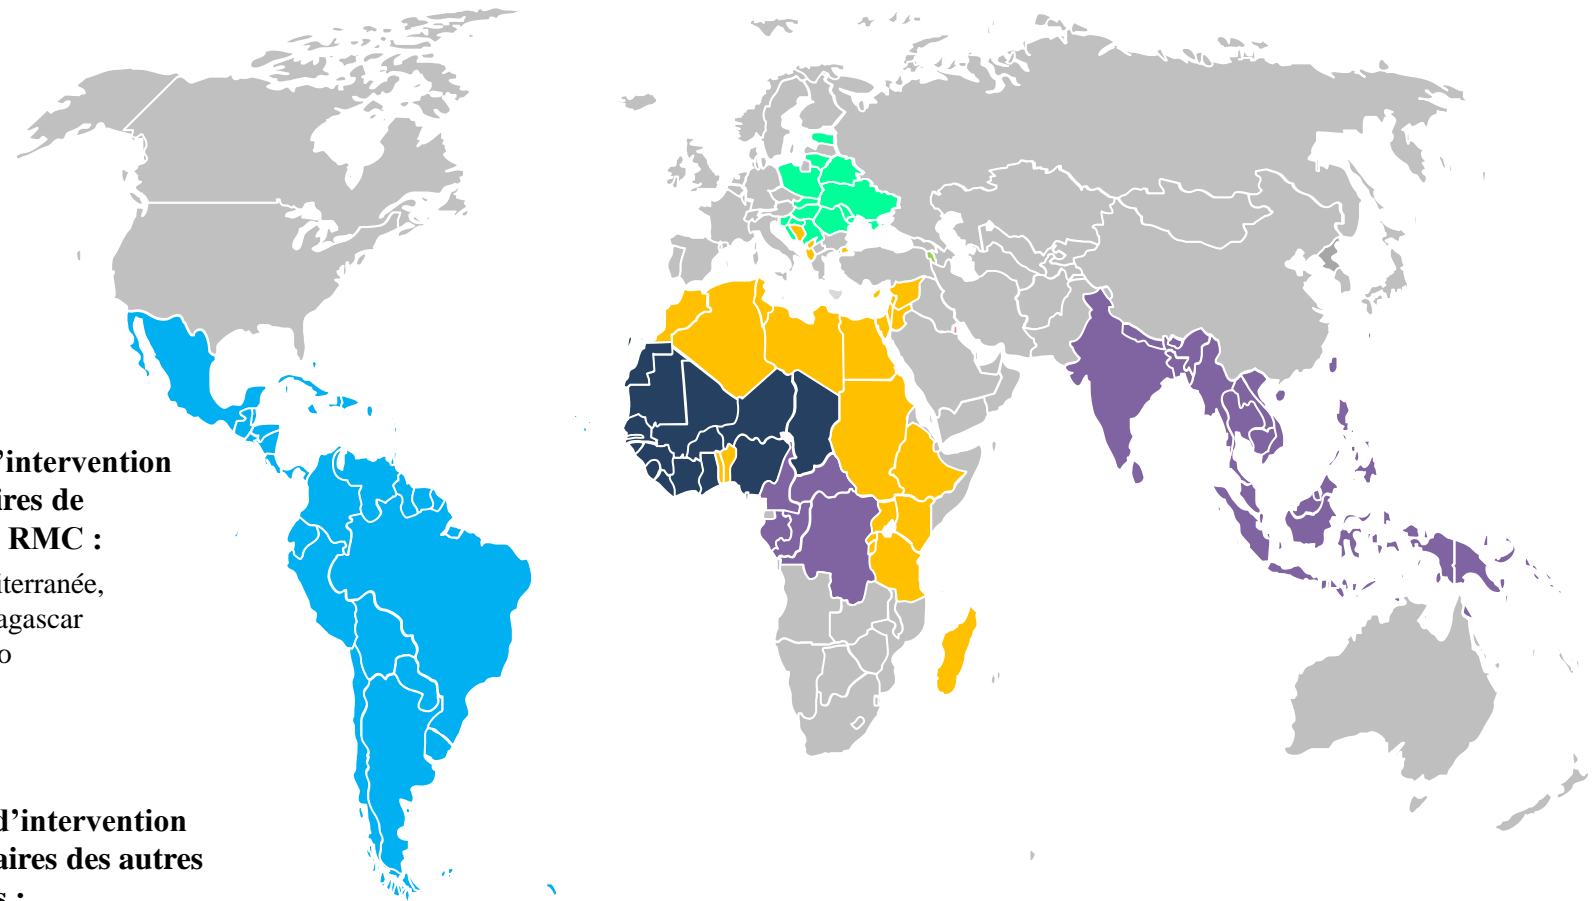 ’intervention
ires de
RMC :
iterranée,
agascar
o
d’intervention
aires des autres
s :